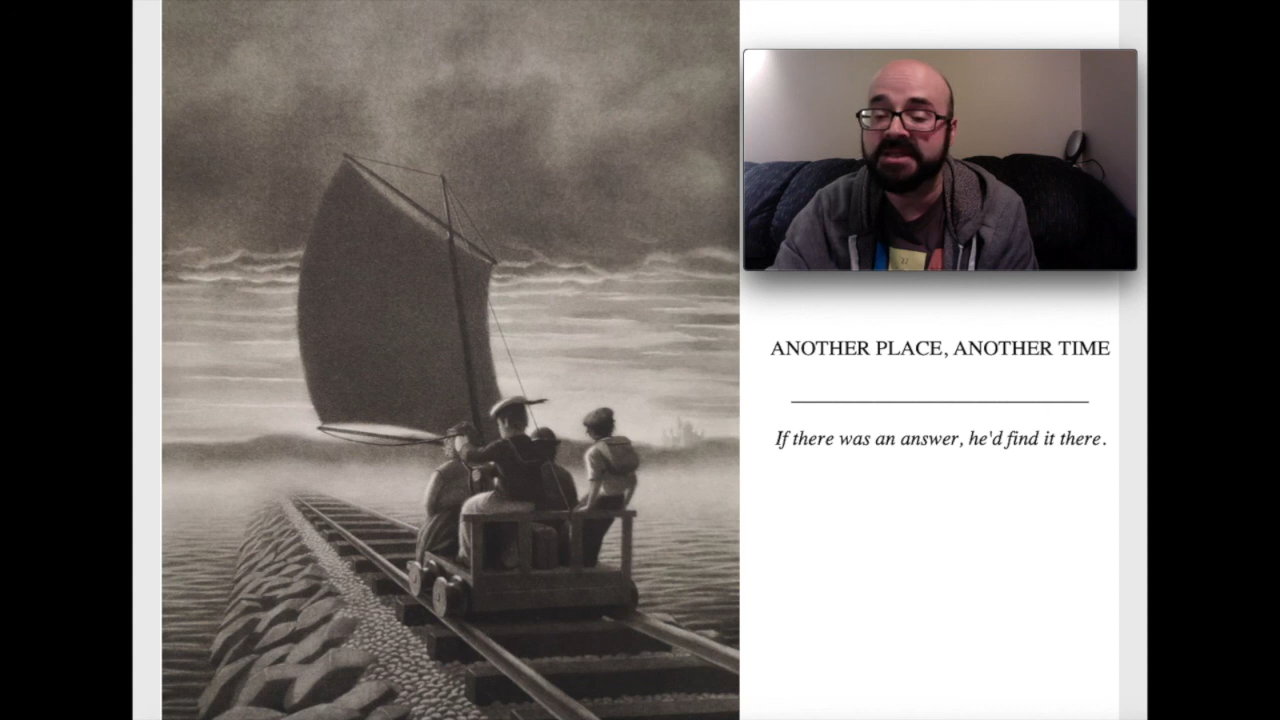 ANOTHER PLACE, ANOTHER TIME
If there was an answer, he'd find it there.